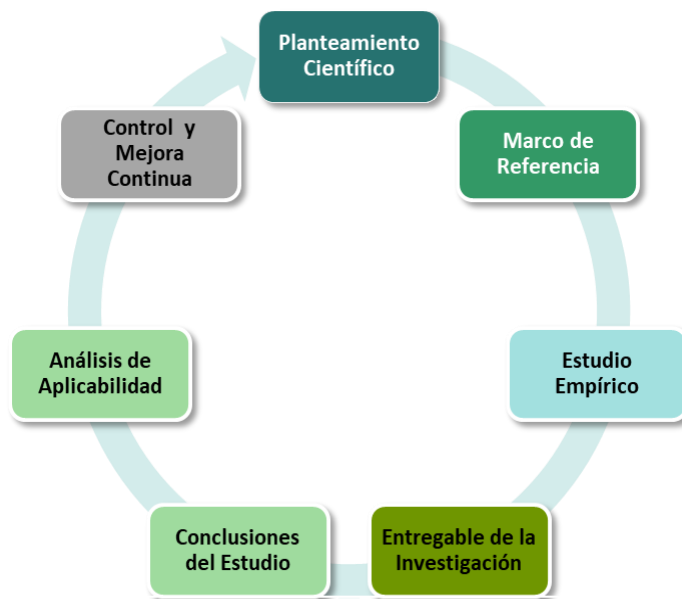 Planteamiento
Científico
Marco de
Referencia
Estudio
Empírico
Entregable de la
Investigación
Conclusiones
del Estudio
Análisis de
Aplicabilidad
Control y
Mejora
Continua